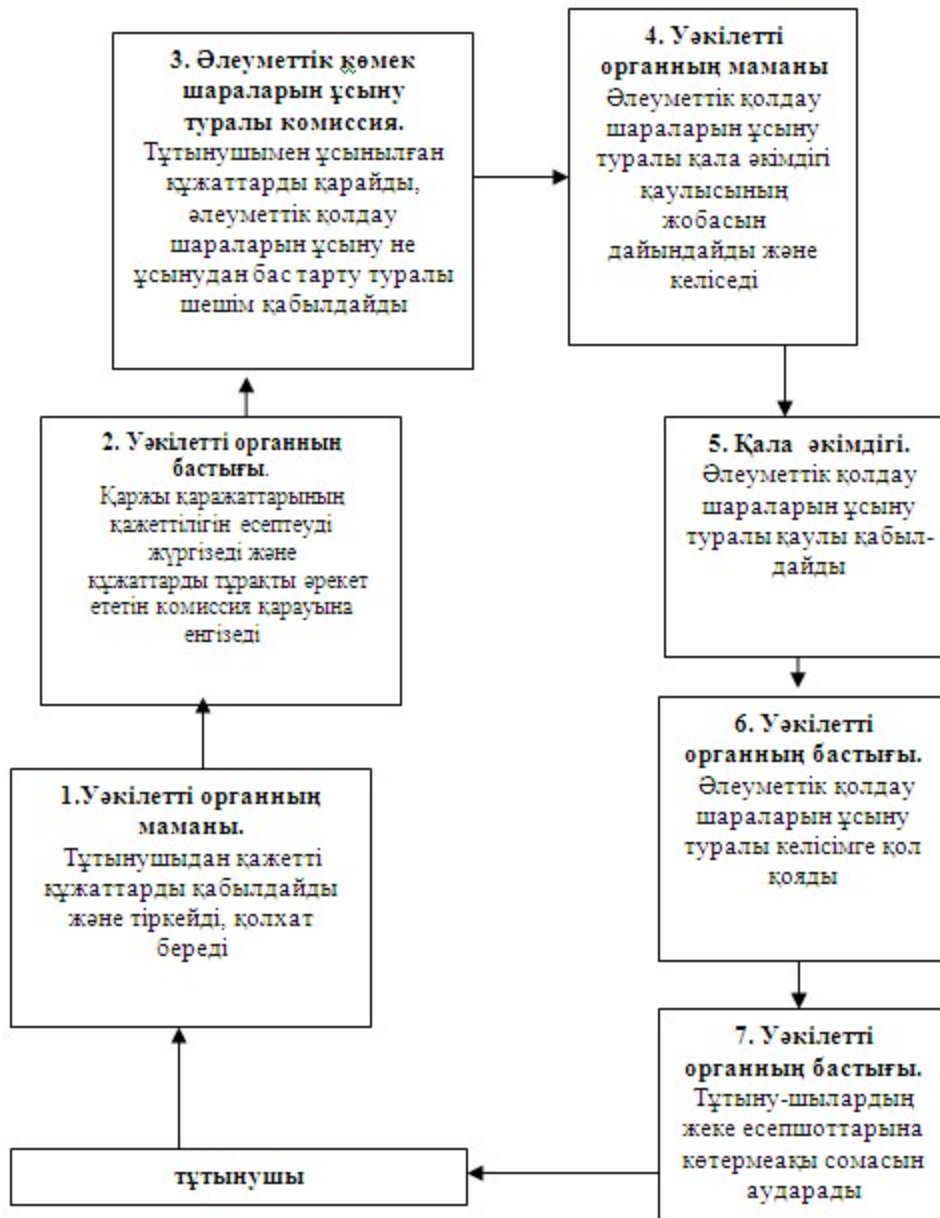 3. Әлеуметтік көмек
шараларын ұсыну
туралы комиссия.
Тұтынушымен ұсынылған
құжаттарды қарайды,
әлеуметтік қолдау
шараларын ұсыну не
ұсынудан бас тарту туралы
шешім қабылдайды
4. Уәкілетті
органның маманы
Әлеуметтік қолдау
шараларын ұсыну
туралы қала әкімдігі
қаулысының
жобасын
дайындайды және
келіседі
2. Уәкілетті органның
бастығы.
Қаржы қаражаттарының
қажеттілігін есептеуді
жүргізеді және
құжаттарды тұрақты әрекет
ететін комиссия қарауына
енгізеді
5. Қала әкімдігі.
Әлеуметтік қолдау
шараларын ұсыну
туралы қаулы қабыл-
дайды
1.Уәкілетті органның
маманы.
Тұтынушыдан қажетті
құжаттарды қабылдайды
және тіркейді, қолхат
береді
6. Уәкілетті
органның бастығы.
Әлеуметтік қолдау
шараларын ұсыну
туралы келісімге қол
қояды
7. Уәкілетті
органның бастығы.
Тұтыну-шылардың
жеке есепшоттарына
көтермеақы сомасын
аударады
тұтынушы